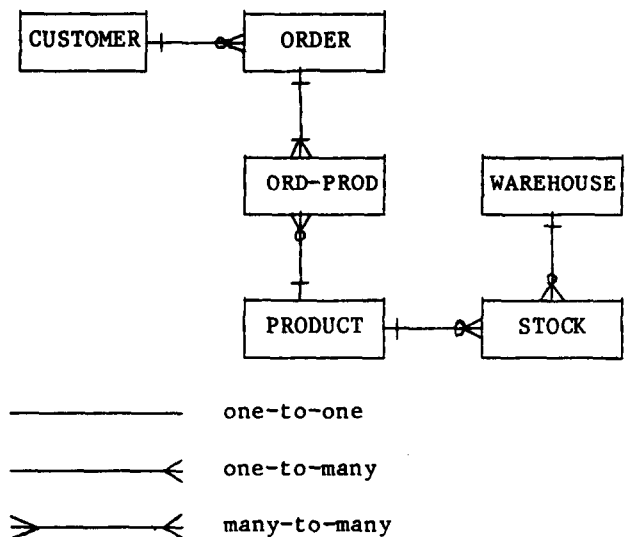 CUSTOMER
ORDER
ORD-PROD
WAREHOUSE
PRODUCT
STOCK
one-to-one
one-to-many
many-to-many